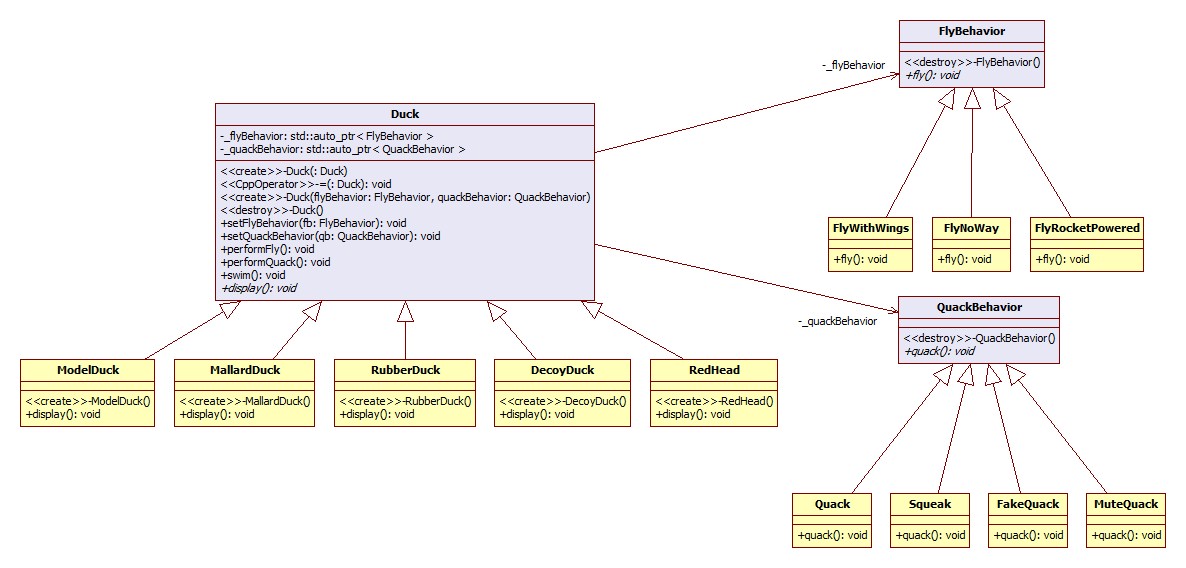 FlyBehavior
<<destroy>>-FlyBehavior()
+fly(): void
-_flyBehavior
Duck
-_flyBehavior: std::auto_ptr< FlyBehavior >
-_quackBehavior: std::auto_ptr< QuackBehavior >
<<create>>-Duck(: Duck)
<<CppOperator>>-=(: Duck): void
<<create>>-Duck(flyBehavior: FlyBehavior, quackBehavior: QuackBehavior)
<<destroy>>-Duck()
+setFlyBehavior(fb: FlyBehavior): void
+setQuackBehavior(qb: QuackBehavior): void
+performFly(): void
+performQuack(): void
+swim(): void
+display(): void
FlyWithWings
+fly(): void
FlyNoWay
+fly(): void
FlyRocketPowered
+fly(): void
-_quackBehavior
QuackBehavior
<<destroy>>-QuackBehavior()
+quack(): void
ModelDuck
<<create>>-ModelDuck()
+display(): void
MallardDuck
<<create>>-MallardDuck()
+display(): void
RubberDuck
<<create>>-RubberDuck()
+display(): void
DecoyDuck
<<create>>-DecoyDuck()
+display(): void
RedHead
<<create>>-RedHead()
+display(): void
Quack
+quack(): void
Squeak
+quack(): void
FakeQuack
+quack(): void
MuteQuack
+quack(): void